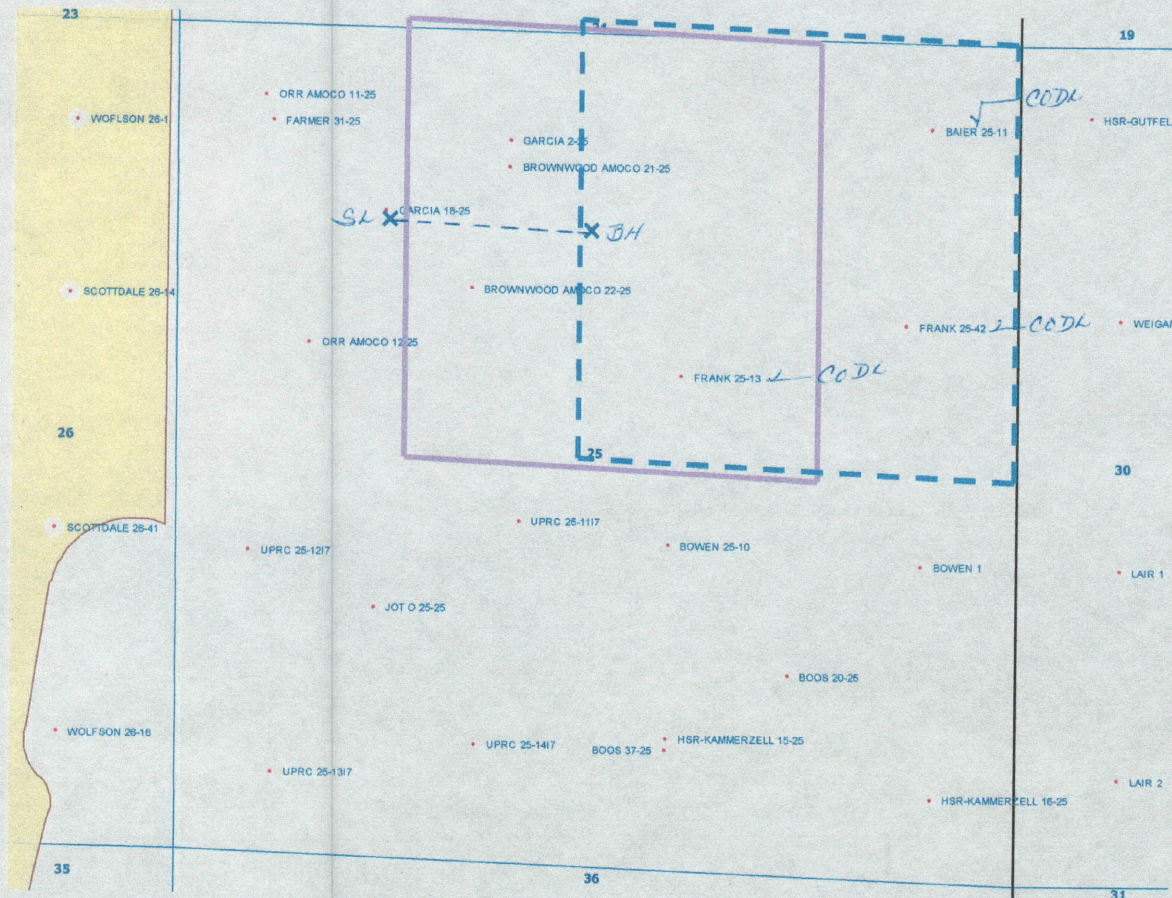 23
24
19
ORR AMOCO 11-25
CODL
WOFLSON 26-1
FARMER 31-25
HSR-GUTFEL
BAIER 25-11
GARCIA 2-25
BROWNWOOD AMOCO 21-25
SL
GARCIA 18-25
BH
SCOTTDALE 26-14
BROWNWOOD AMOCO 22-25
FRANK 25-42
CODL
WEIGAN
ORR AMOCO 12-25
FRANK 25-13
CODL
26
25
30
SCOTTDALE 26-41
UPRC 25-11I7
UPRC 25-12I7
BOWEN 25-10
BOWEN 1
LAIR 1
JOT O 25-25
BOOS 20-25
WOLFSON 26-16
UPRC 25-14I7
HSR-KAMMERZELL 15-25
BOOS 37-25
UPRC 25-13I7
LAIR 2
HSR-KAMMERZELL 16-25
35
36
31